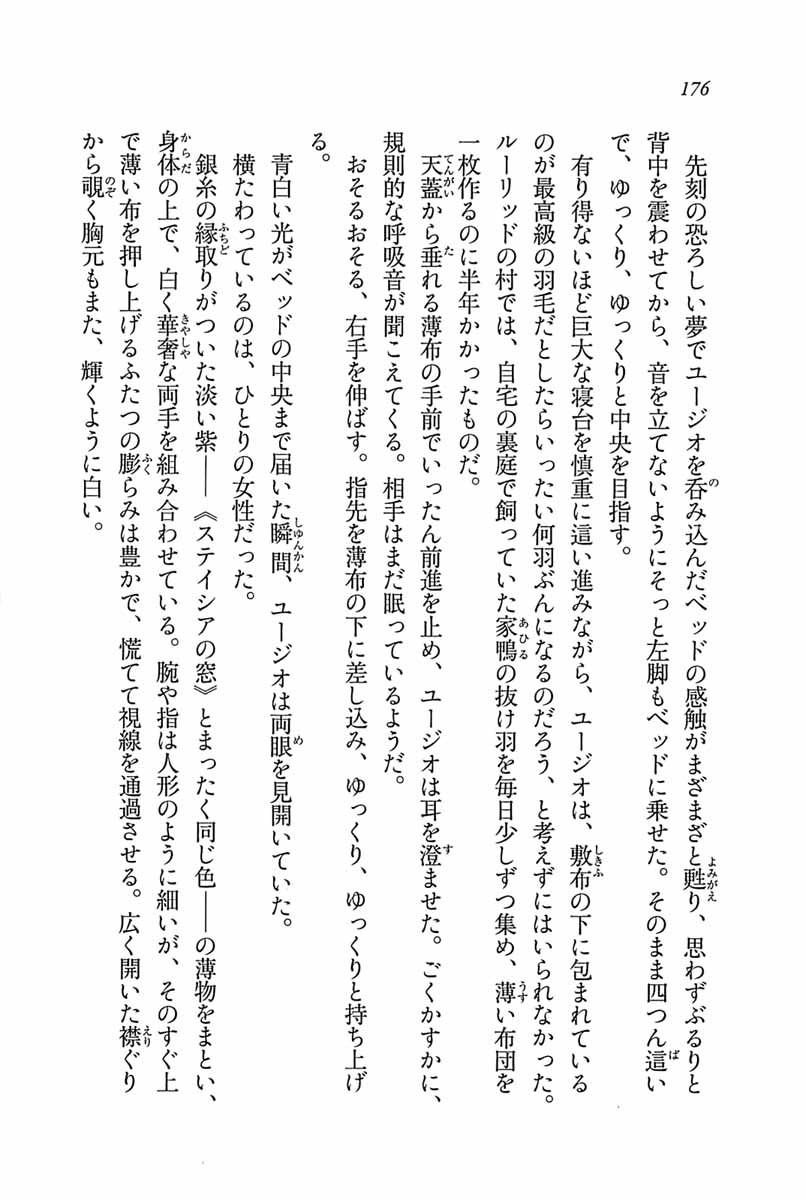 176
先刻の恐ろしい夢でユージオを呑み込んだベッドの感触がまざまざと甦り、思わずぶるりと
背中を震わせてから、音を立てないようにそっと左脚もベッドに乗せた。そのまま四つん這い
で、ゆっくり、ゆっくりと中央を目指す。
有り得ないほど巨大な寝台を慎重に這い進みながら、ユージオは、敷布の下に包まれている
のが最高級の羽毛だとしたらいったい何羽ぶんになるのだろう、と考えずにはいられなかった。
ルーリッドの村では、自宅の裏庭で飼っていた家鴨の抜け羽を毎日少しずつ集め、薄い布団を
一枚作るのに半年かかったものだ。
天蓋から垂れる薄布の手前でいったん前進を止め、ユージオは耳を澄ませた。ごくかすかに、
規則的な呼吸音が聞こえてくる。相手はまだ眠っているようだ。
おそるおそる、右手を伸ばす。指先を薄布の下に差し込み、ゆっくり、ゆっくりと持ち上げ
る。
青白い光がベッドの中央まで届いた瞬間、ユージオは両眼を見開いていた。
横たわっているのは、ひとりの女性だった。
銀糸の縁取りがついた淡い紫――《ステイシアの窓》とまったく同じ色――の薄物をまとい、
身体の上で、白く華奢な両手を組み合わせている。腕や指は人形のように細いが、そのすぐ上
で薄い布を押し上げるふたつの膨らみは豊かで、慌てて視線を通過させる。広く開いた襟ぐり
から覗く胸元もまた、輝くように白い。